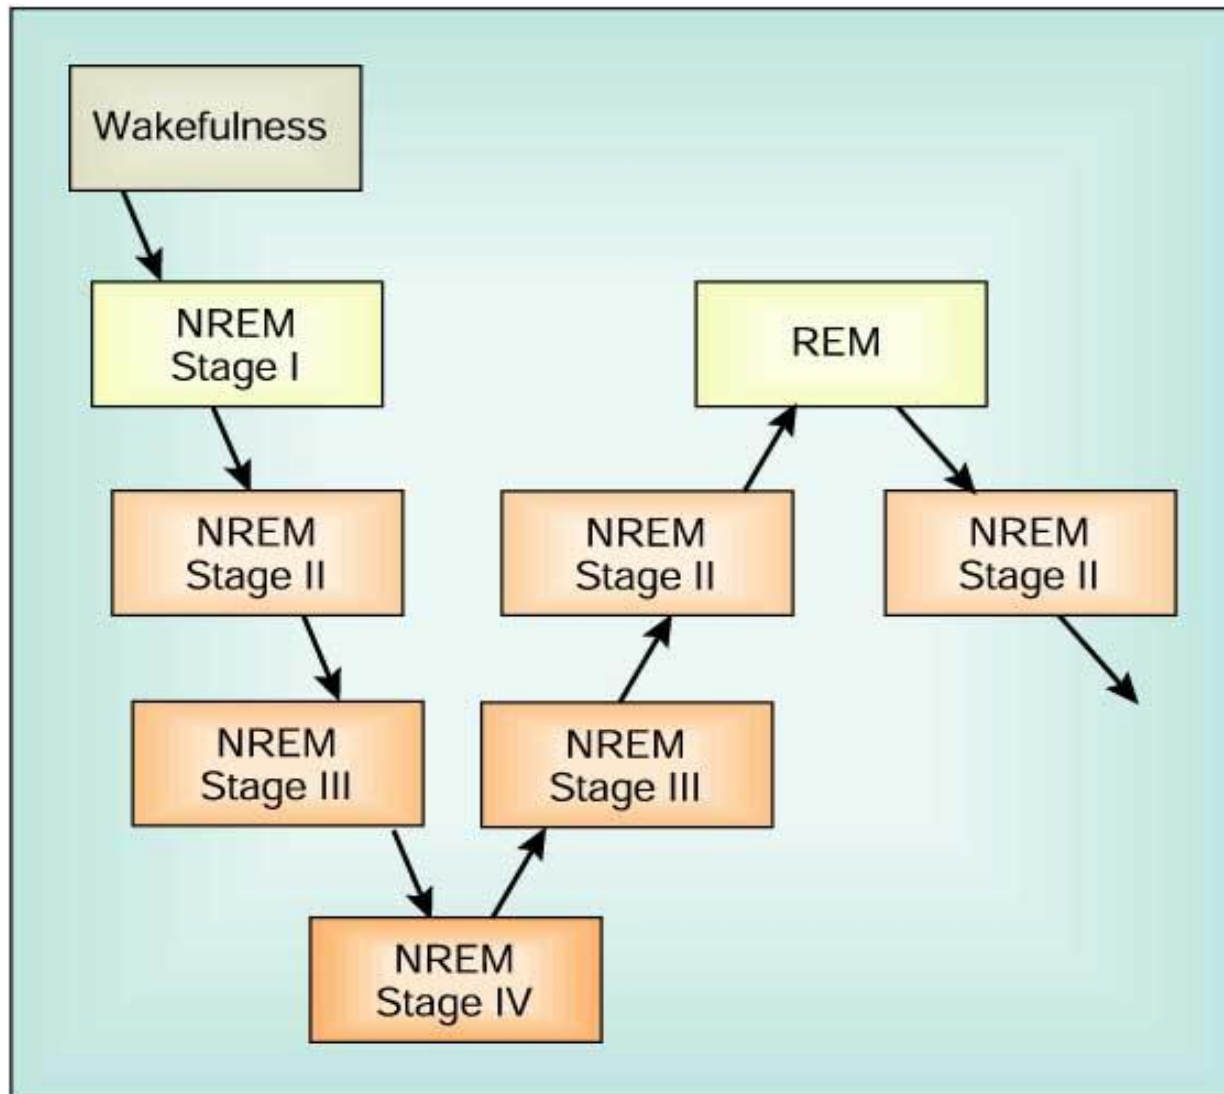 Wakefulness
NREM
Stage I
REM
NREM
Stage II
NREM
Stage II
NREM
Stage II
NREM
Stage III
NREM
Stage III
NREM
Stage IV